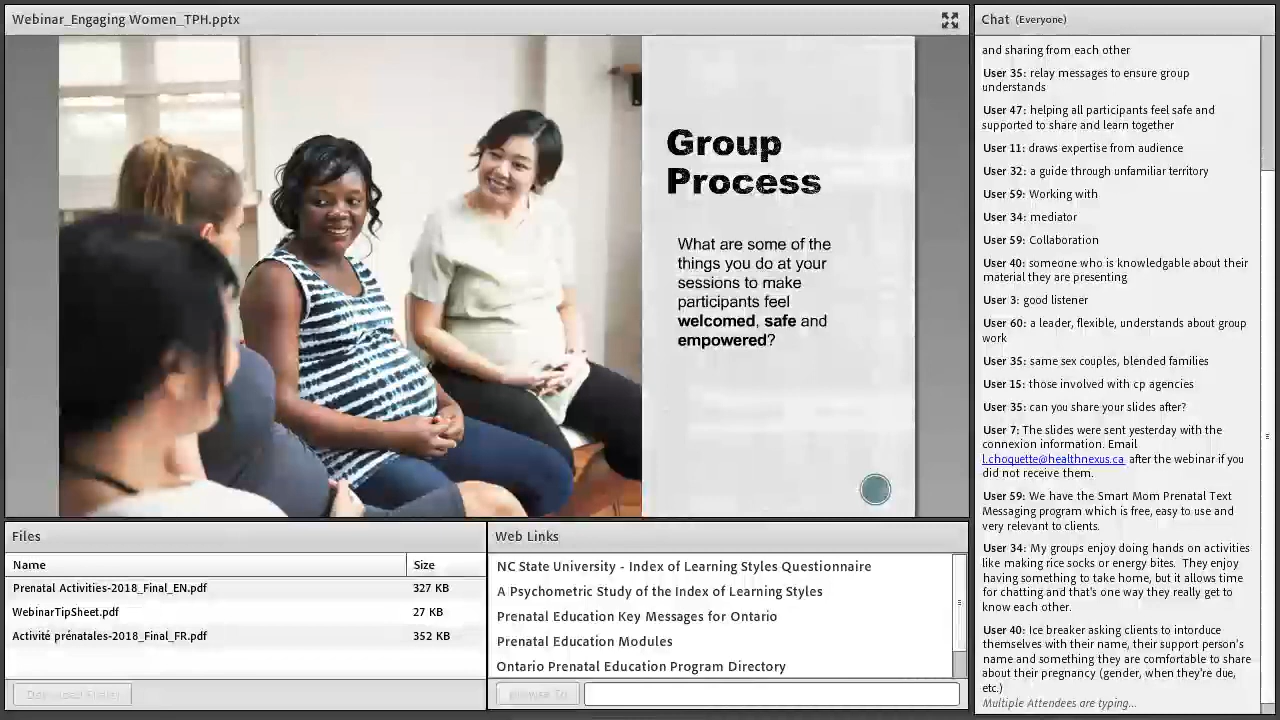 Webinar_Engaging Women_TPH.pptx
Group
Process
What are some of the
things you do at your
sessions to make
participants feel
welcomed, safe and
empowered?
Files
Name Size
Prenatal Activities-2018_Final_EN.pdf 327 KB
WebinarTipSheet.pdf 27 KB
Activité prénatales-2018_Final_FR.pdf 352 KB
Web Links
NC State University - Index of Learning Styles Questionnaire
A Psychometric Study of the Index of Learning Styles
Prenatal Education Key Messages for Ontario
Prenatal Education Modules
Ontario Prenatal Education Program Directory
Browse To
Chat (Everyone)
and sharing from each other
User 35: relay messages to ensure group
understands
User 47: helping all participants feel safe and
supported to share and learn together
User 11: draws expertise from audience
User 32: a guide through unfamiliar territory
User 59: Working with
User 34: mediator
User 59: Collaboration
User 40: someone who is knowledgable about their
material they are presenting
User 3: good listener
User 60: a leader, flexible, understands about group
work
User 35: same sex couples, blended families
User 15: those involved with cp agencies
User 35: can you share your slides after?
User 7: The slides were sent yesterday with the
connexion information. Email
l.choquette@healthnexus.ca after the webinar if you
did not receive them.
User 59: We have the Smart Mom Prenatal Text
Messaging program which is free, easy to use and
very relevant to clients.
User 34: My groups enjoy doing hands on activities
like making rice socks or energy bites. They enjoy
having something to take home, but it allows time
for chatting and that's one way they really get to
know each other.
User 40: Ice breaker asking clients to intorduce
themselves with their name, their support person's
name and something they are comfortable to share
about their pregnancy (gender, when they're due,
etc.)
Multiple Attendees are typing...